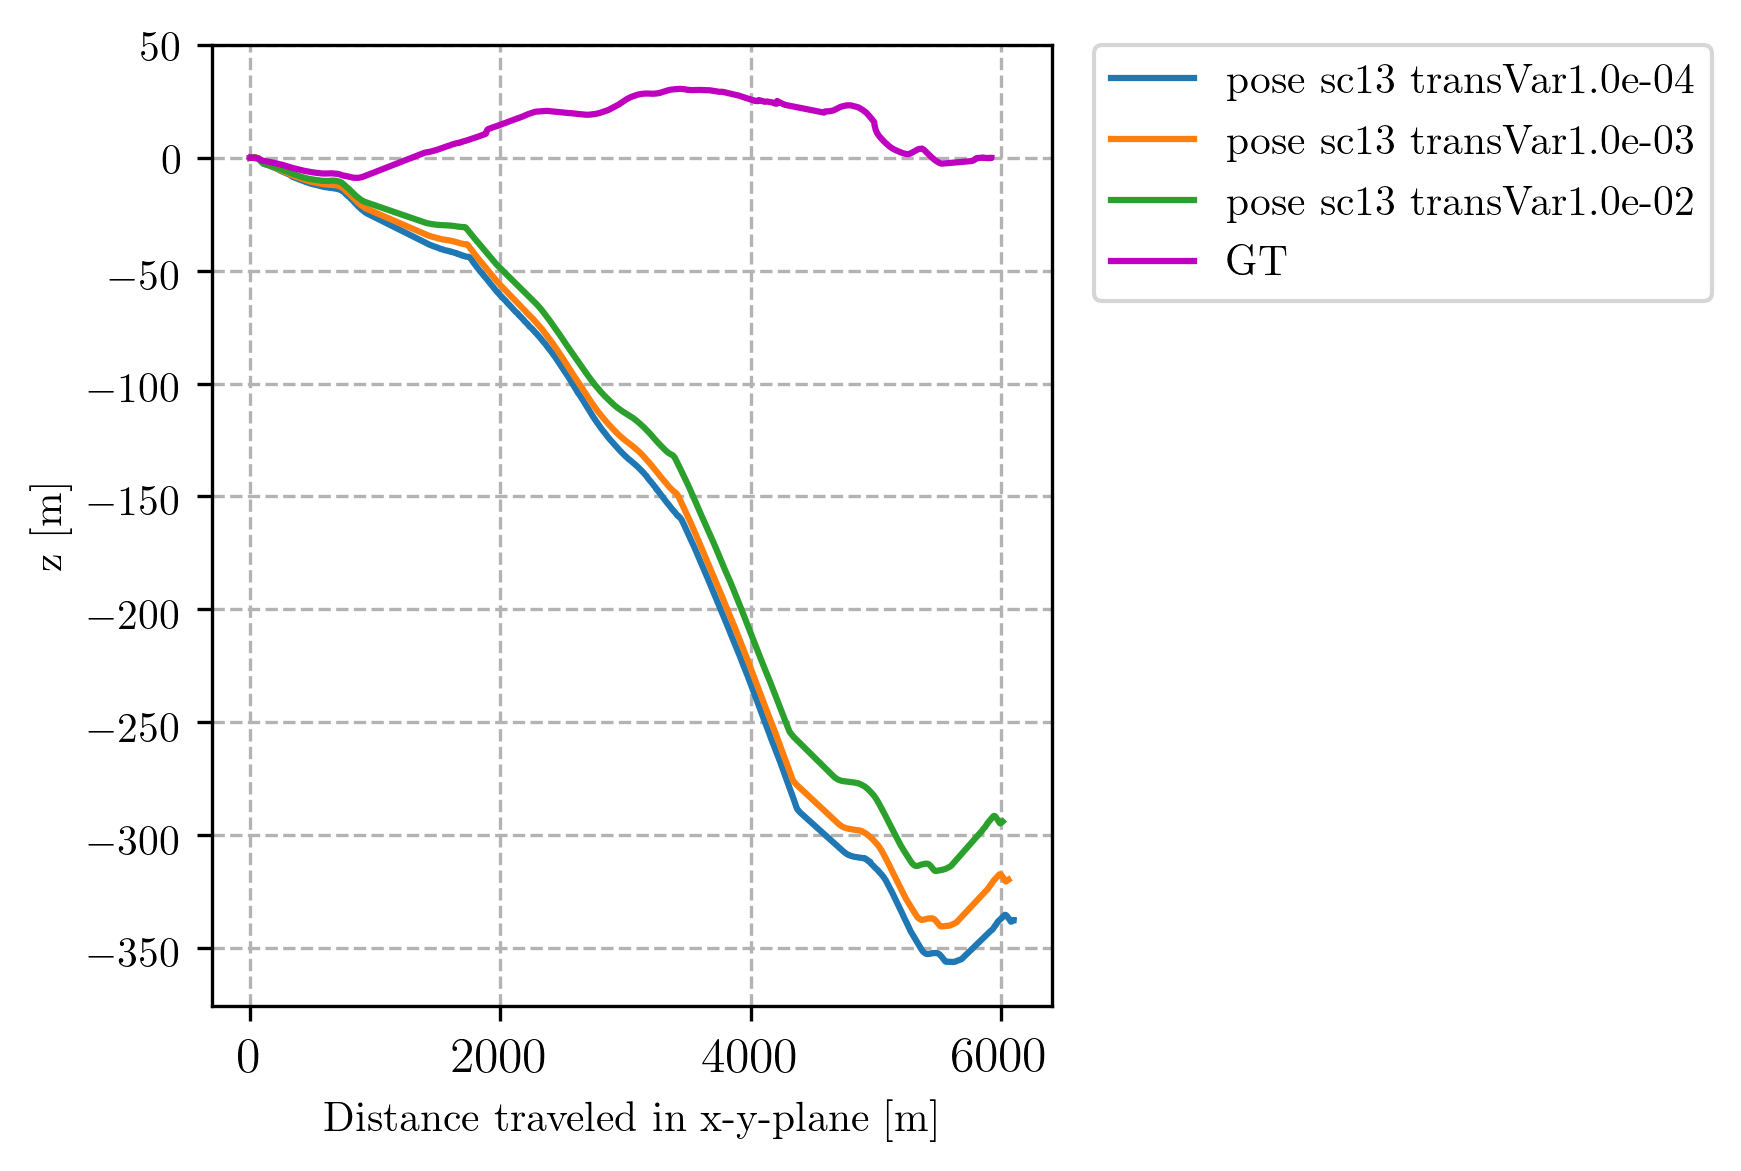 50
0
−50
−100
−150
−200
−250
−300
−350
z [m]
0
2000
4000
6000
Distance traveled in x-y-plane [m]
pose sc13 transVar1.0e-04
pose sc13 transVar1.0e-03
pose sc13 transVar1.0e-02
GT